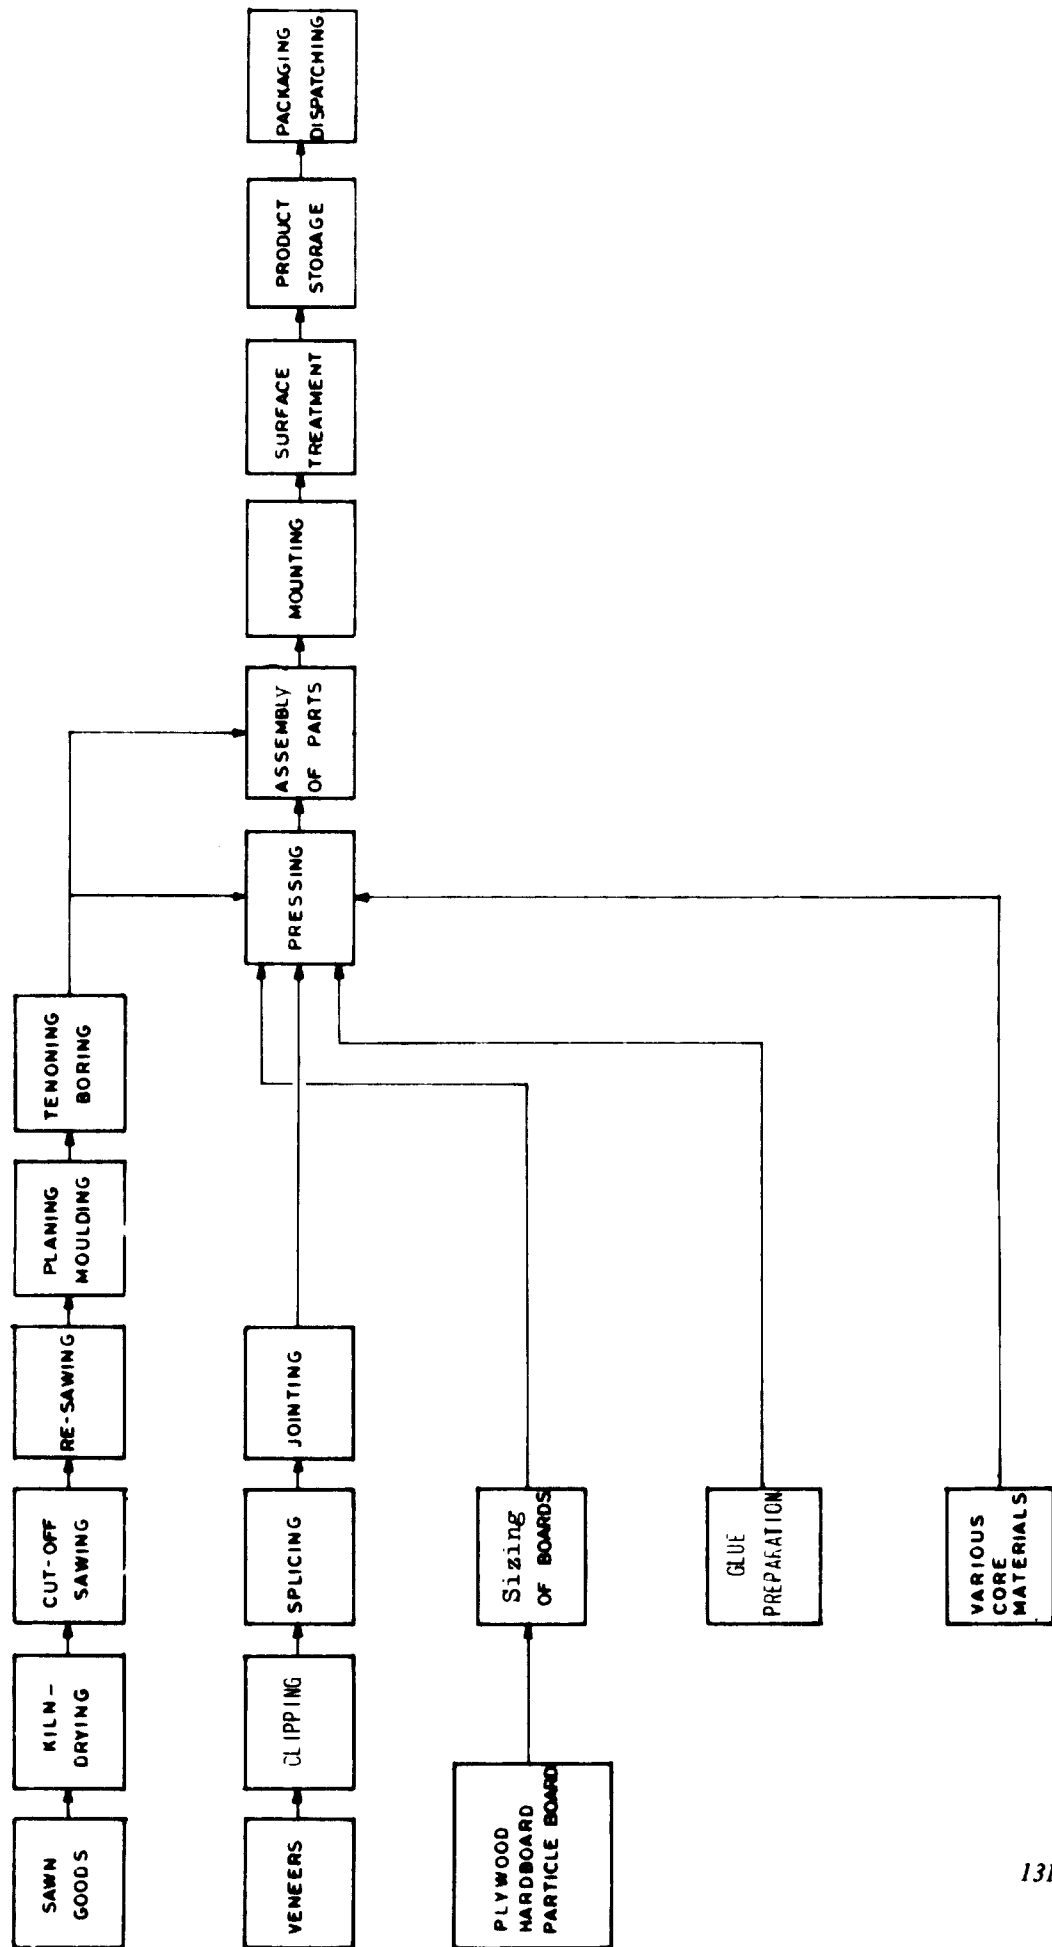 SAWN
GOODS
KILN-
DRYING
CUT-OFF
SAWING
RE-SAWING
PLANING
MOULDING
TENONING
BORING
VENEERS
CLIPPING
SPLICING
JOINTING
PRESSING
ASSEMBLY
OF PARTS
MOUNTING
SURFACE
TREATMENT
PRODUCT
STORAGE
PACKAGING
DISPATCHING
PLYWOOD
HARDBOARD
PARTICLE BOARD
Sizing
OF BOARDS
GLUE
PREPARATION
VARIOUS
CORE
MATERIALS
131